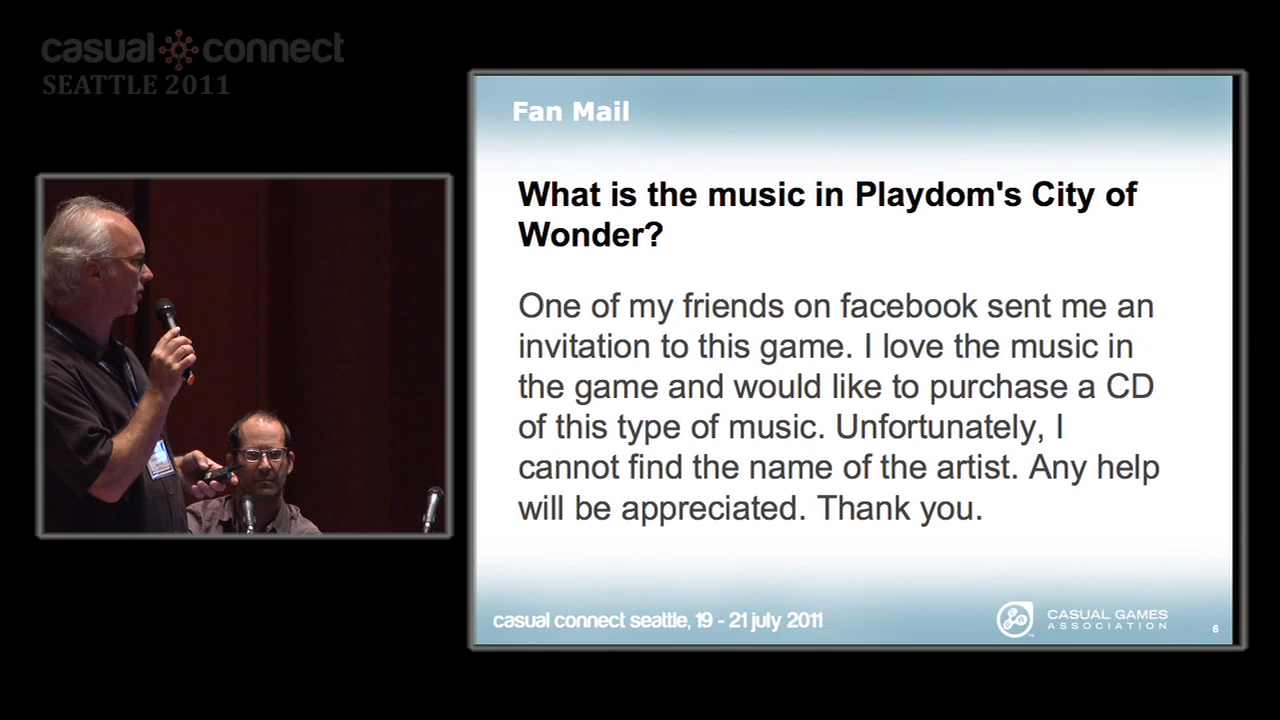 casual connect
SEATTLE 2011
Fan Mail
What is the music in Playdom's City of
Wonder?
One of my friends on facebook sent me an
invitation to this game. I love the music in
the game and would like to purchase a CD
of this type of music. Unfortunately, I
cannot find the name of the artist. Any help
will be appreciated. Thank you.
casual connect seattle, 19 - 21 july 2011
CASUAL GAMES
ASSOCIATION
6